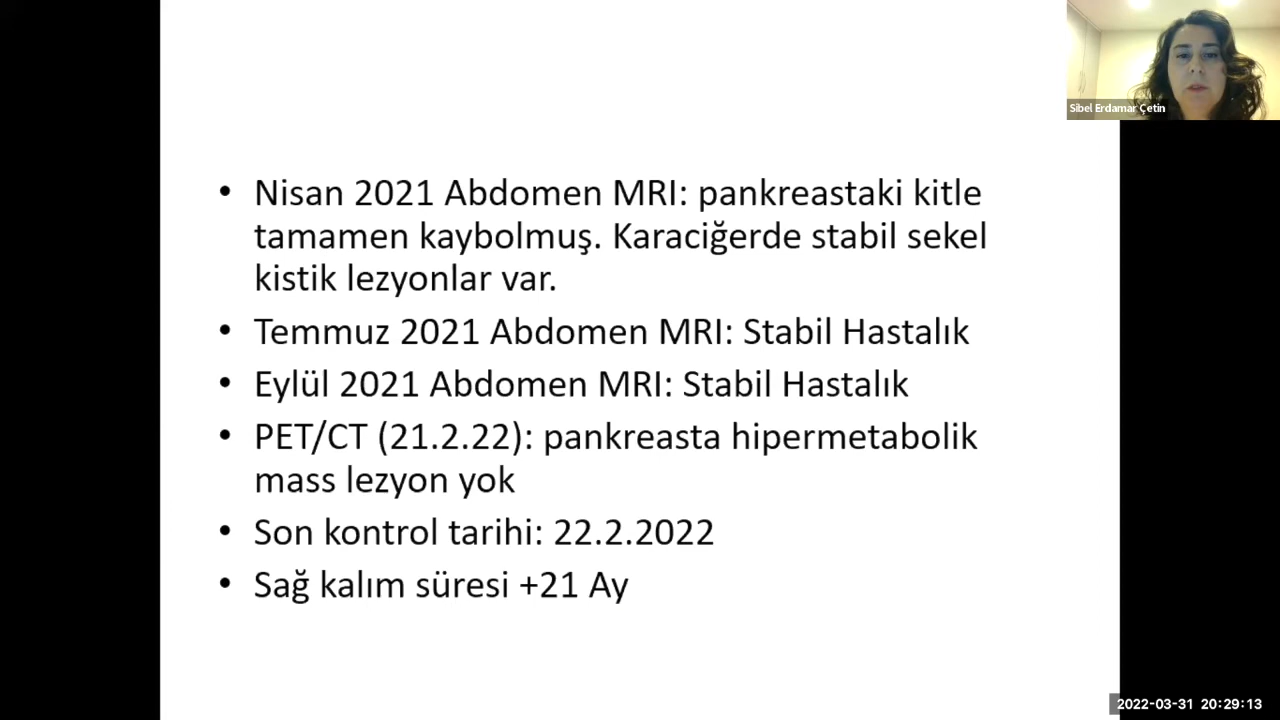 Sibel Erdamar Çetin
• Nisan 2021 Abdomen MRI: pankreastaki kitle
tamamen kaybolmuş. Karaciğerde stabil sekel
kistik lezyonlar var.
• Temmuz 2021 Abdomen MRI: Stabil Hastalık
• Eylül 2021 Abdomen MRI: Stabil Hastalık
• PET/CT (21.2.22): pankreasta hipermetabolik
mass lezyon yok
• Son kontrol tarihi: 22.2.2022
• Sağ kalım süresi +21 Ay
2022-03-31 20:29:13